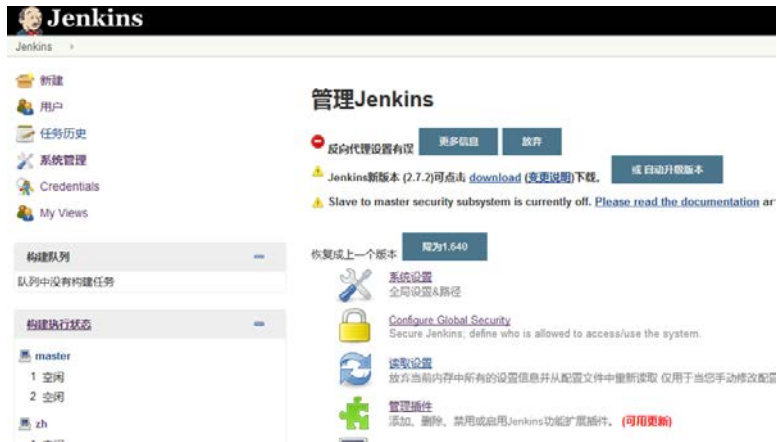 Jenkins
Jenkins
新建
用户
任务历史
系统管理
Credentials
My Views
构建队列
队列中没有构建任务
构建执行状态
master
1 空闲
2 空闲
zh
管理Jenkins
反向代理设置有误 更多信息 放弃
Jenkins新版本 (2.7.2)可点击 download (变更说明)下载。 或 自动升级版本
Slave to master security subsystem is currently off. Please read the documentation ar
恢复成上一个版本 降为1.640
系统设置
全局设置&路径
Configure Global Security
Secure Jenkins; define who is allowed to access/use the system.
读取设置
放弃当前内存中所有的设置信息并从配置文件中重新读取 仅用于当您手动修改配置
管理插件
添加、删除、禁用或启用Jenkins功能扩展插件。 (可用更新)